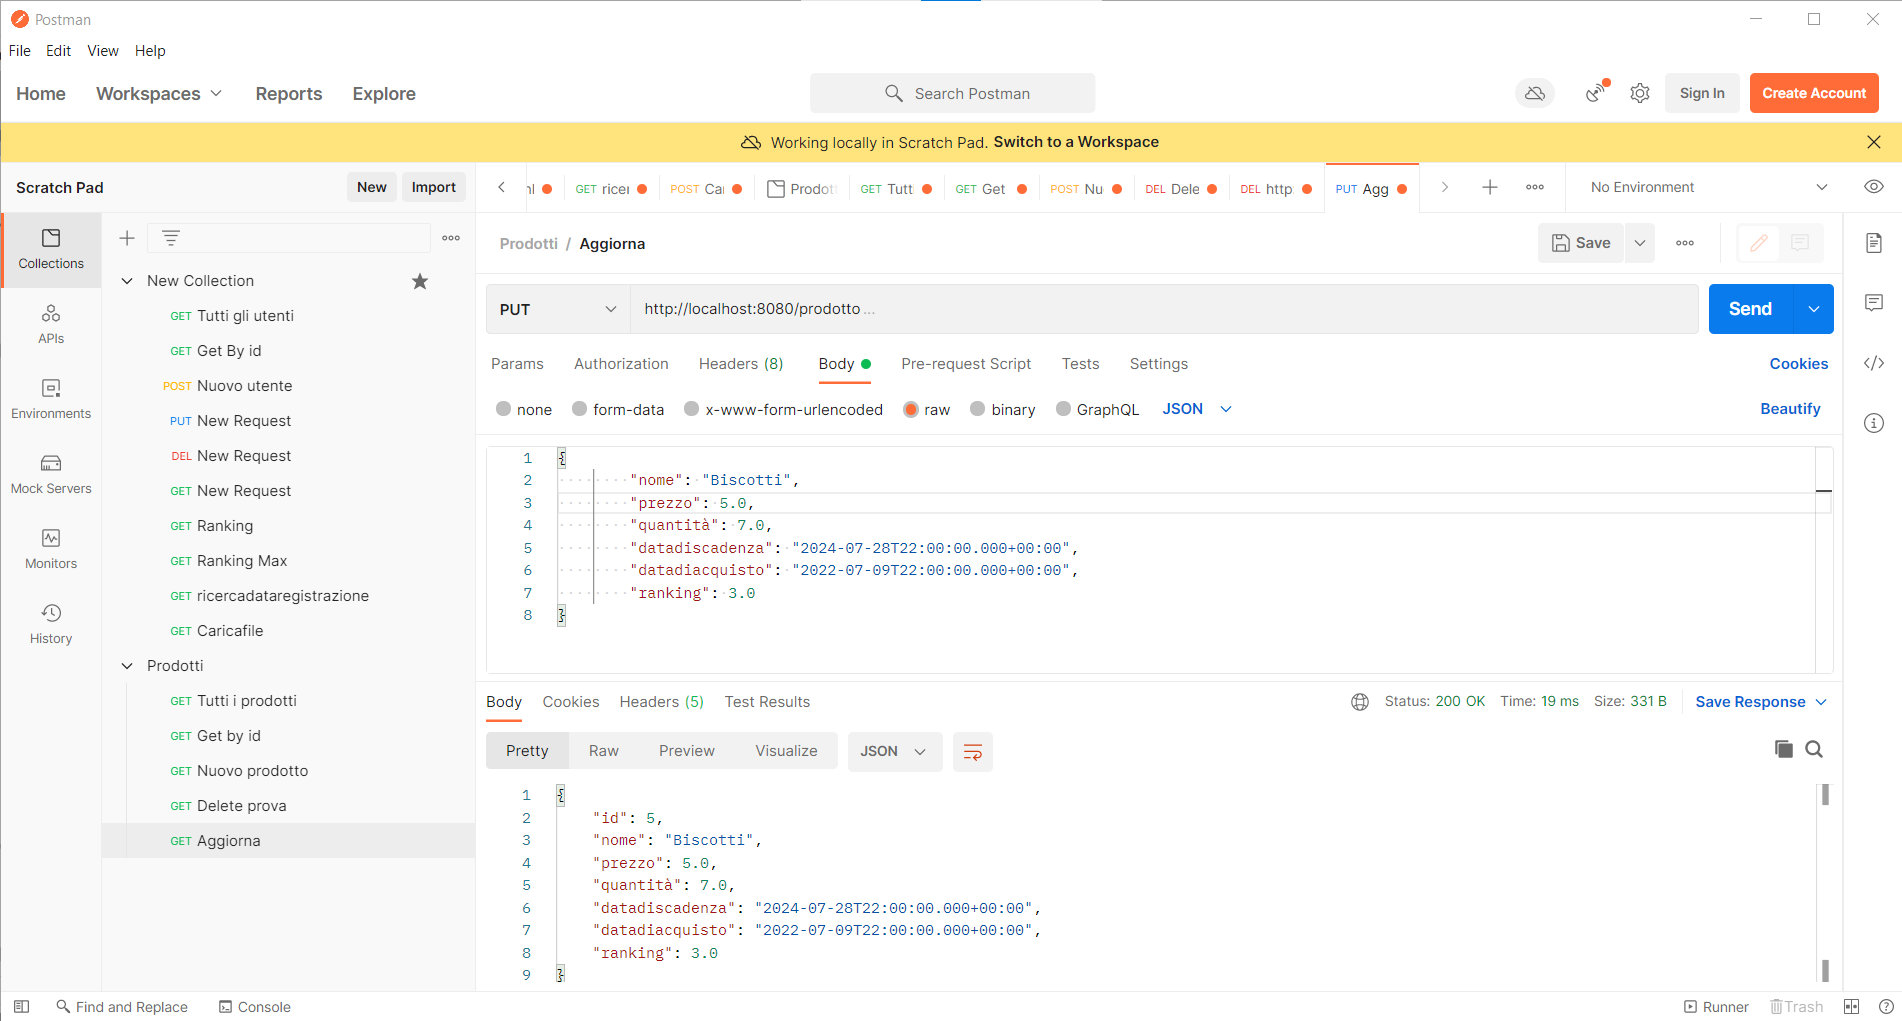 Postman
File Edit View Help
Home Workspaces Reports Explore Search Postman Sign In Create Account
Working locally in Scratch Pad. Switch to a Workspace
Scratch Pad New Import
GET ricer POST Ca PUT Agg
GET Tutt GET Get POST Nu DEL Dele DEL http:
Prodot
No Environment
Collections
APIs
Environments
Mock Servers
Monitors
History
New Collection
GET Tutti gli utenti
GET Get By id
POST Nuovo utente
PUT New Request
DEL New Request
GET New Request
GET Ranking
GET Ranking Max
GET ricercadataregistrazione
GET Caricafile
Prodotti
GET Tutti i prodotti
GET Get by id
GET Nuovo prodotto
GET Delete prova
GET Aggiorna
Prodotti / Aggiorna Save
PUT http://localhost:8080/prodotto ... Send
Params Authorization Headers (8) Body Pre-request Script Tests Settings Cookies
none form-data x-www-form-urlencoded raw binary GraphQL JSON Beautify
1 {
2 "nome": "Biscotti",
3 "prezzo": 5.0,
4 "quantità": 7.0,
5 "datadiscadenza": "2024-07-28T22:00:00.000+00:00",
6 "datadiacquisto": "2022-07-09T22:00:00.000+00:00",
7 "ranking": 3.0
8 }
Body Cookies Headers (5) Test Results Status: 200 OK Time: 19 ms Size: 331 B Save Response
Pretty Raw Preview Visualize JSON
1 {
2 "id": 5,
3 "nome": "Biscotti",
4 "prezzo": 5.0,
5 "quantità": 7.0,
6 "datadiscadenza": "2024-07-28T22:00:00.000+00:00",
7 "datadiacquisto": "2022-07-09T22:00:00.000+00:00",
8 "ranking": 3.0
9 }
Find and Replace Console Runner Trash